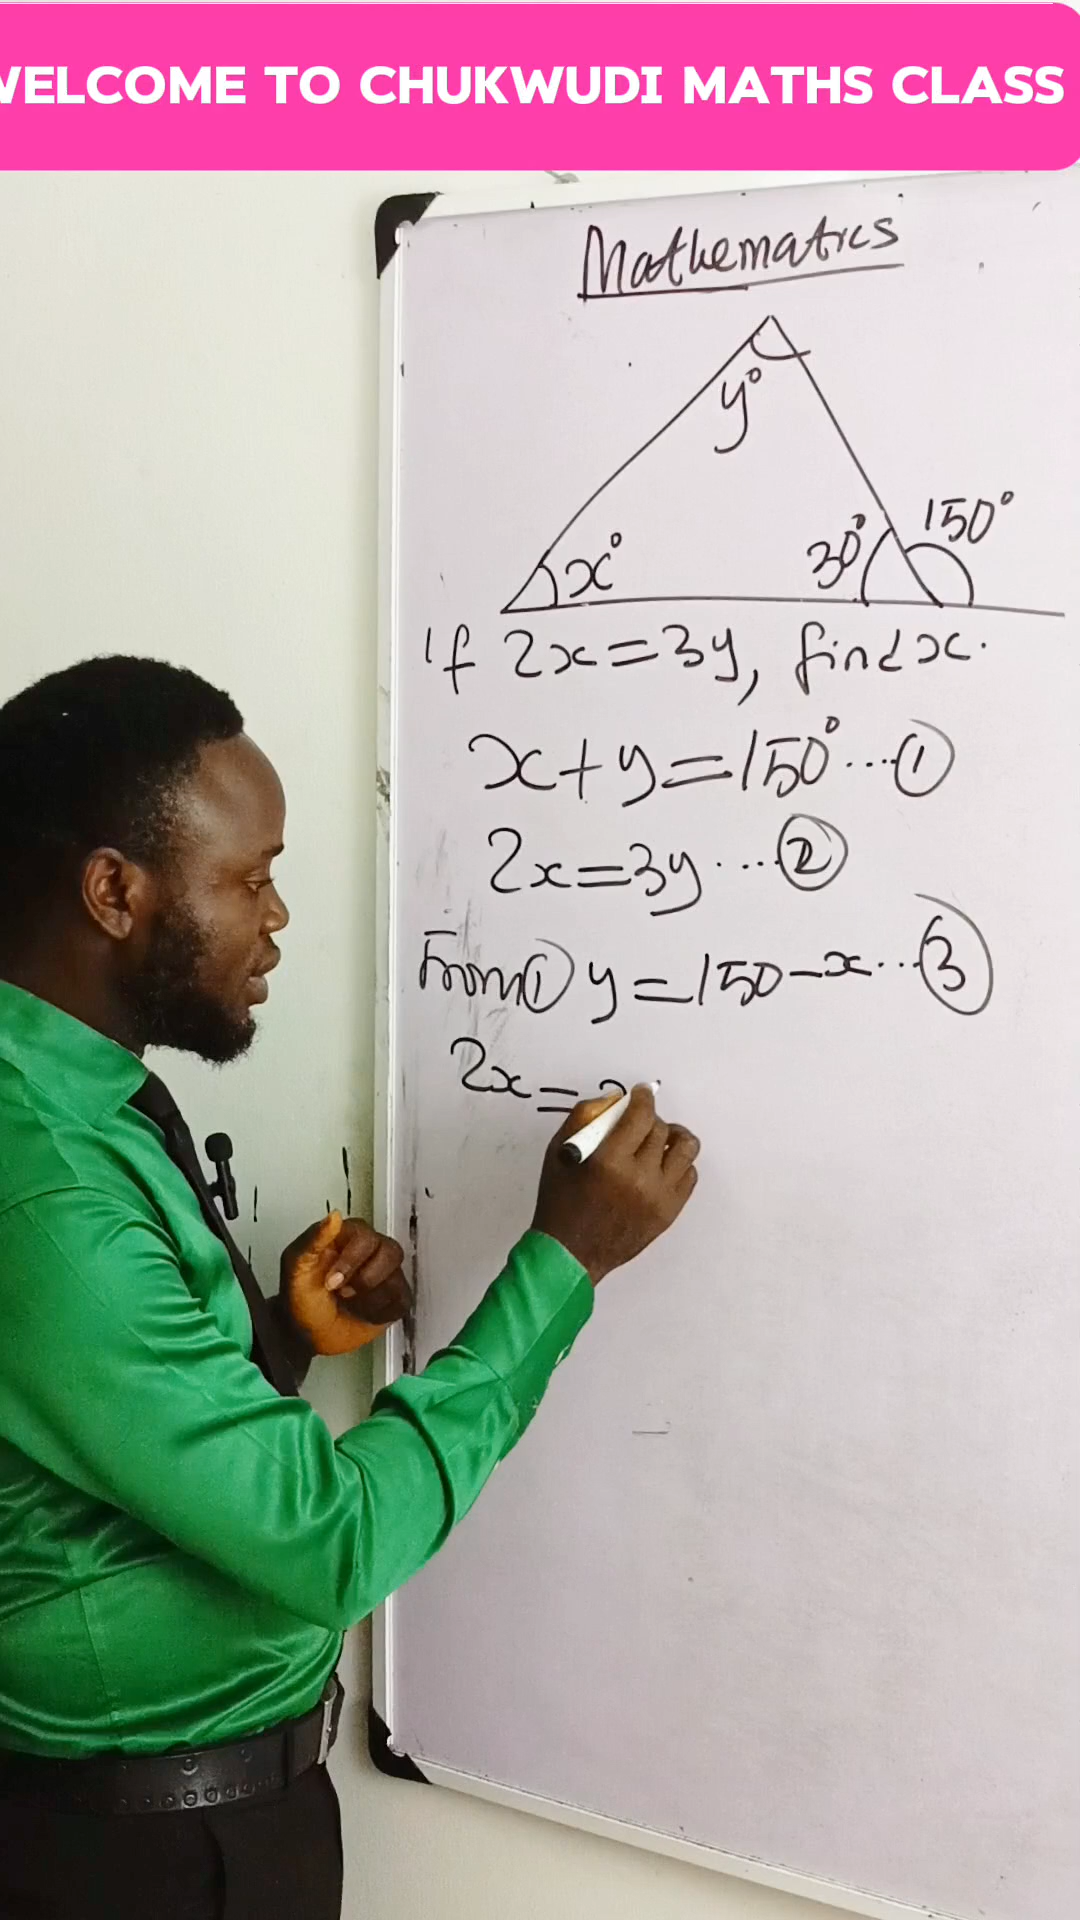 WELCOME TO CHUKWUDI MATHS CLASS
Mathematics
y°
x°
30°
150°
If 2x=3y, find x.
x+y=150°...①
2x=3y...②
From① y=150-x...③
2x=